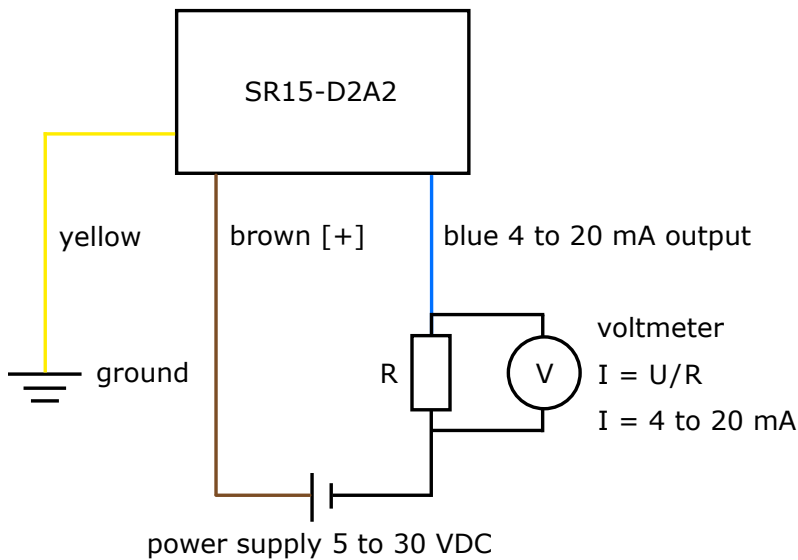 SR15-D2A2
yellow
brown [+]
blue 4 to 20 mA output
ground
R
V
voltmeter
I = U/R
I = 4 to 20 mA
power supply 5 to 30 VDC